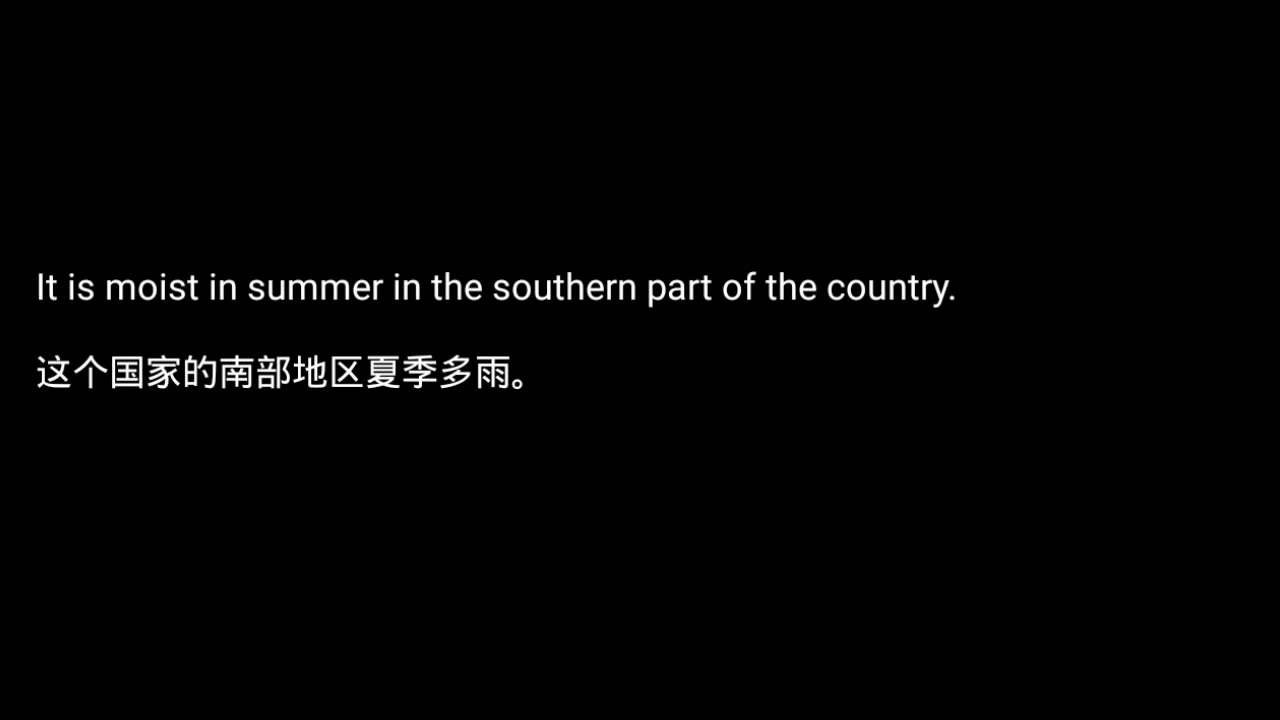 It is moist in summer in the southern part of the country.
这个国家的南部地区夏季多雨。